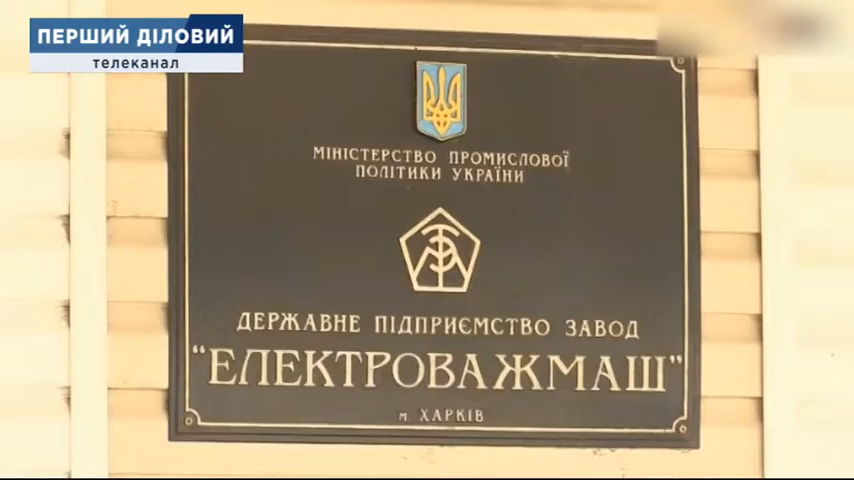 ПЕРШИЙ ДІЛОВИЙ
телеканал
МІНІСТЕРСТВО ПРОМИСЛОВОЇ
ПОЛІТИКИ УКРАЇНИ
ДЕРЖАВНЕ ПІДПРИЄМСТВО ЗАВОД
"ЕЛЕКТРОВАЖМАШ"
м. ХАРКІВ